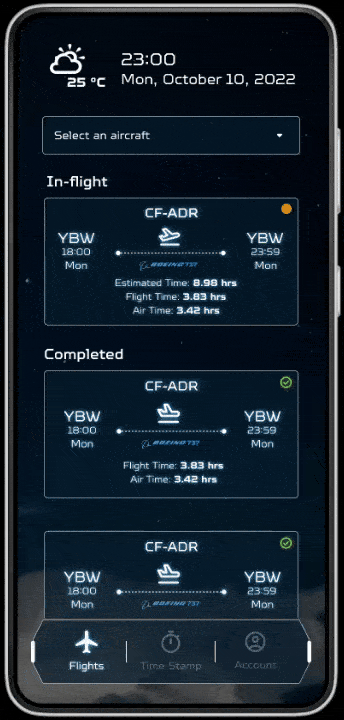 23:00
25 °C
Mon, October 10, 2022
Select an aircraft
In-flight
CF-ADR
YBW YBW
18:00 23:59
Mon Mon
BOEING 737
Estimated Time: 8.98 hrs
Flight Time: 3.83 hrs
Air Time: 3.42 hrs
Completed
CF-ADR
YBW YBW
18:00 23:59
Mon Mon
BOEING 737
Flight Time: 3.83 hrs
Air Time: 3.42 hrs
CF-ADR
YBW YBW
18:00 23:59
Mon Mon
BOEING 737
Flights Time Stamp Account